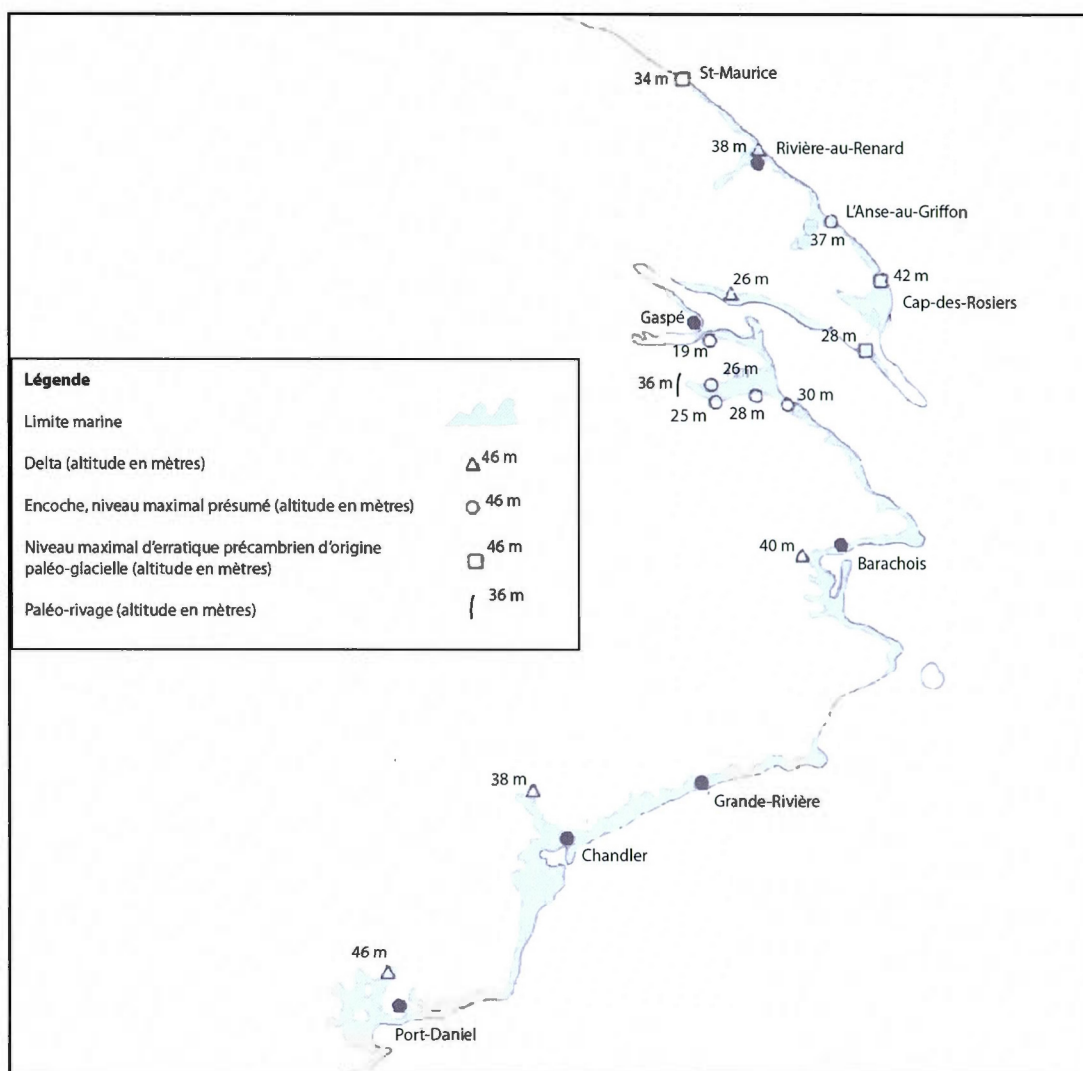 34 m
St-Maurice
38 m
Rivière-au-Renard
L'Anse-au-Griffon
37 m
42 m
Cap-des-Rosiers
26 m
Gaspé
19 m
28 m
36 m
26 m
25 m
28 m
30 m
Légende
Limite marine
Delta (altitude en mètres)
46 m
Encoche, niveau maximal présumé (altitude en mètres)
46 m
Niveau maximal d'erratique précambrien d'origine
paléo-glacielle (altitude en mètres)
46 m
Paléo-rivage (altitude en mètres)
36 m
40 m
Barachois
38 m
Grande-Rivière
Chandler
46 m
Port-Daniel